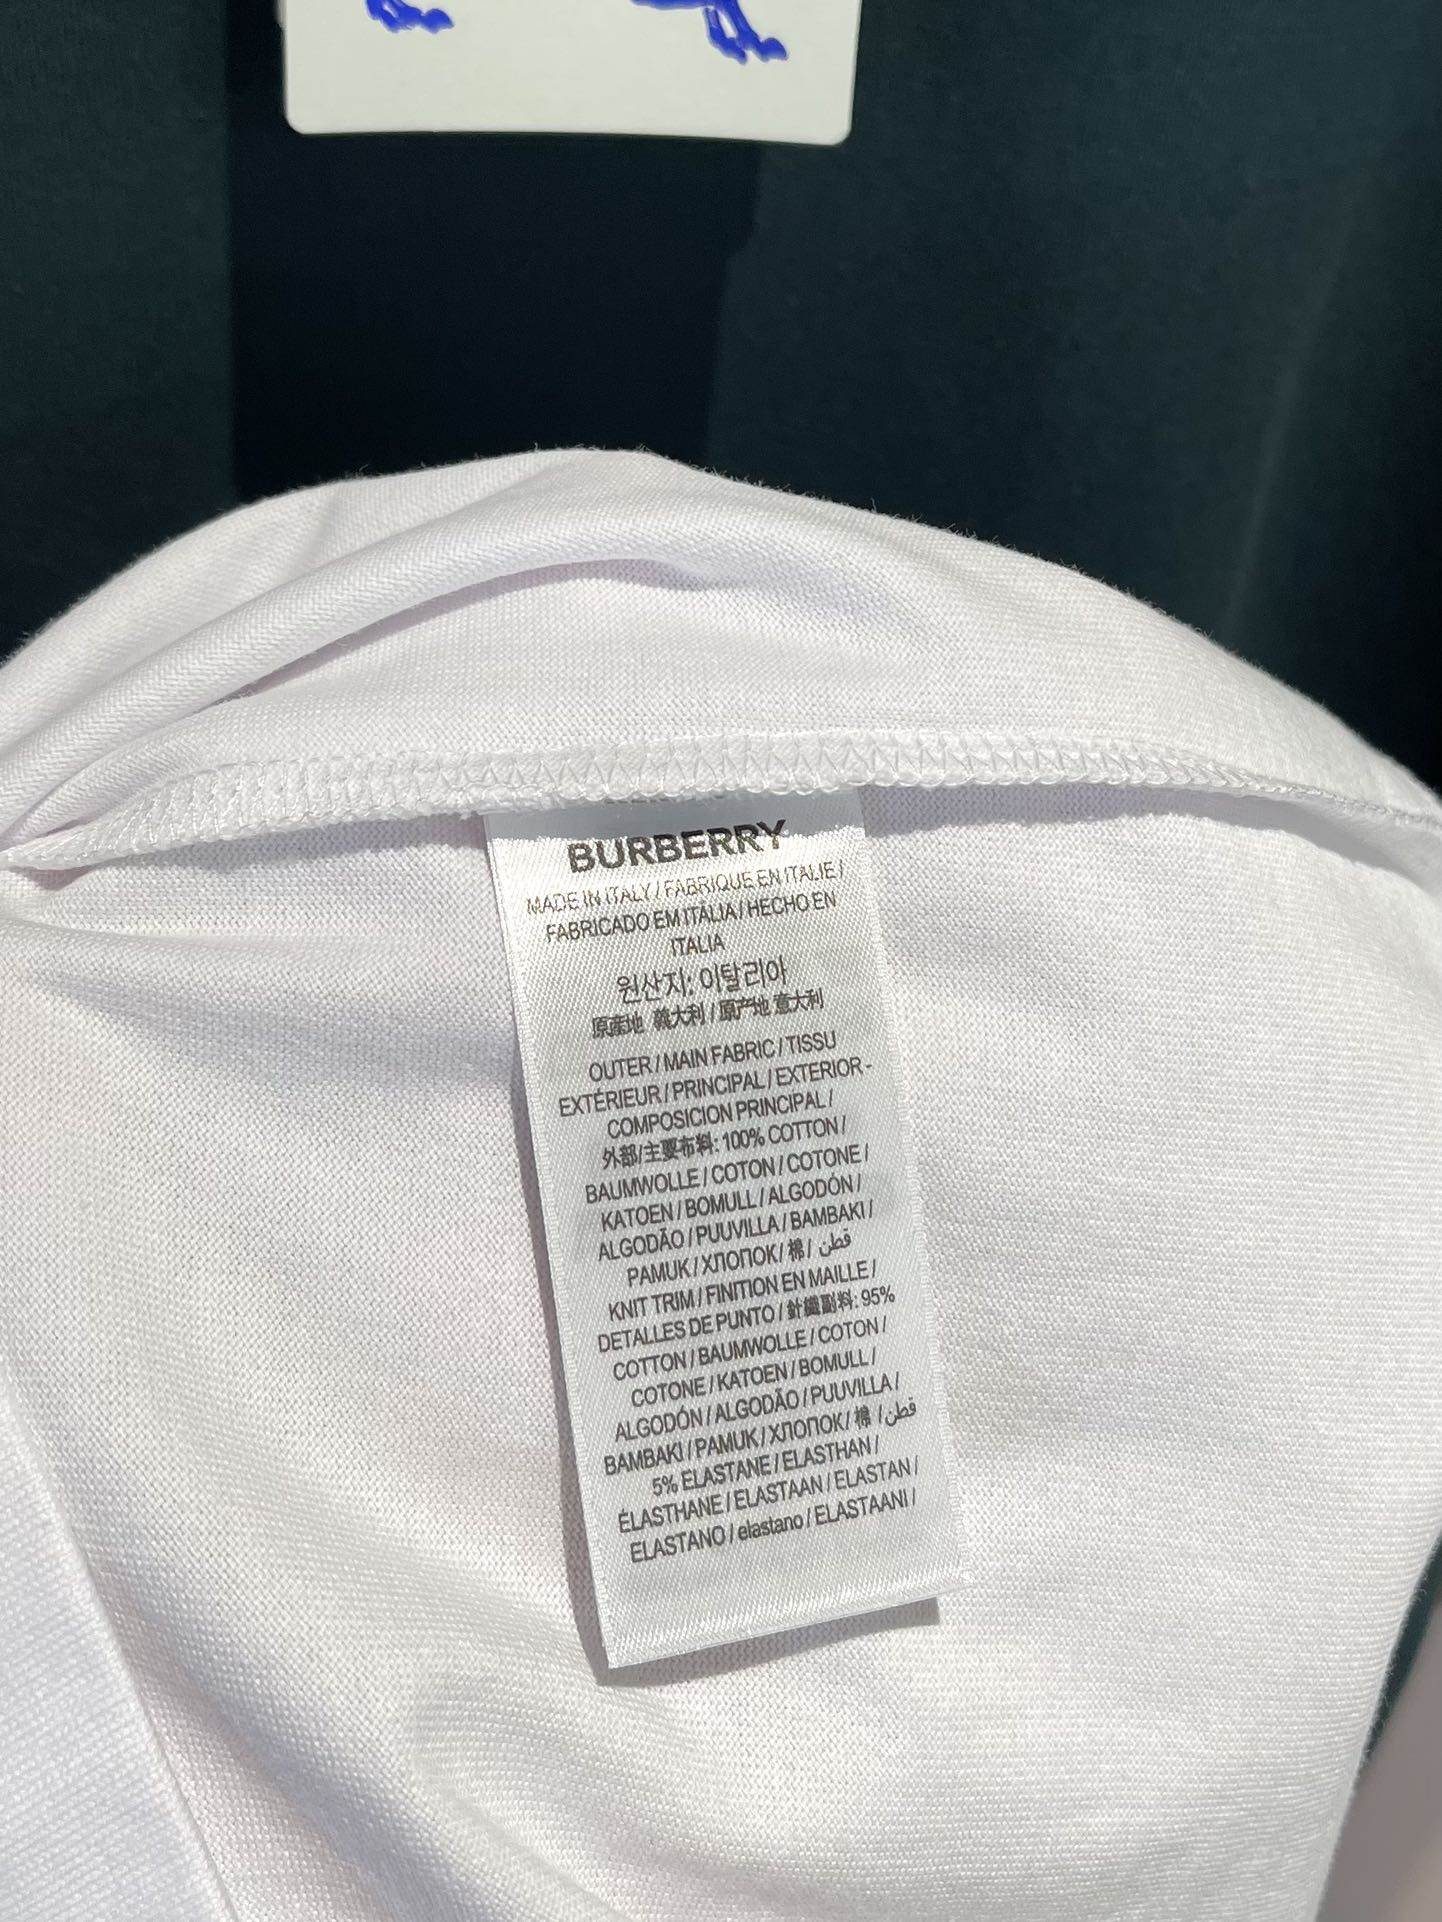 BURBERRY
MADE IN ITALY / FABRIQUE EN ITALIE /
FABRICADO EM ITÁLIA / HECHO EN
ITALIA
원산지: 이탈리아
原産地 義大利 / 原产地 意大利
OUTER / MAIN FABRIC / TISSU
EXTÉRIEUR / PRINCIPAL / EXTERIOR -
COMPOSICION PRINCIPAL /
外部/主要布料: 100% COTTON /
BAUMWOLLE / COTON / COTONE /
KATOEN / BOMULL / ALGODÓN /
ALGODÃO / PUUVILLA / BAMBAKI /
PAMUK / ХЛОПОК / 棉 / قطن
KNIT TRIM / FINITION EN MAILLE /
DETALLES DE PUNTO / 針織副料: 95%
COTTON / BAUMWOLLE / COTON /
COTONE / KATOEN / BOMULL /
ALGODÓN / ALGODÃO / PUUVILLA /
BAMBAKI / PAMUK / ХЛОПОК / 棉 / قطن
5% ELASTANE / ELASTHAN /
ÉLASTHANE / ELASTAAN / ELASTAN /
ELASTANO / elastano / ELASTAANI /